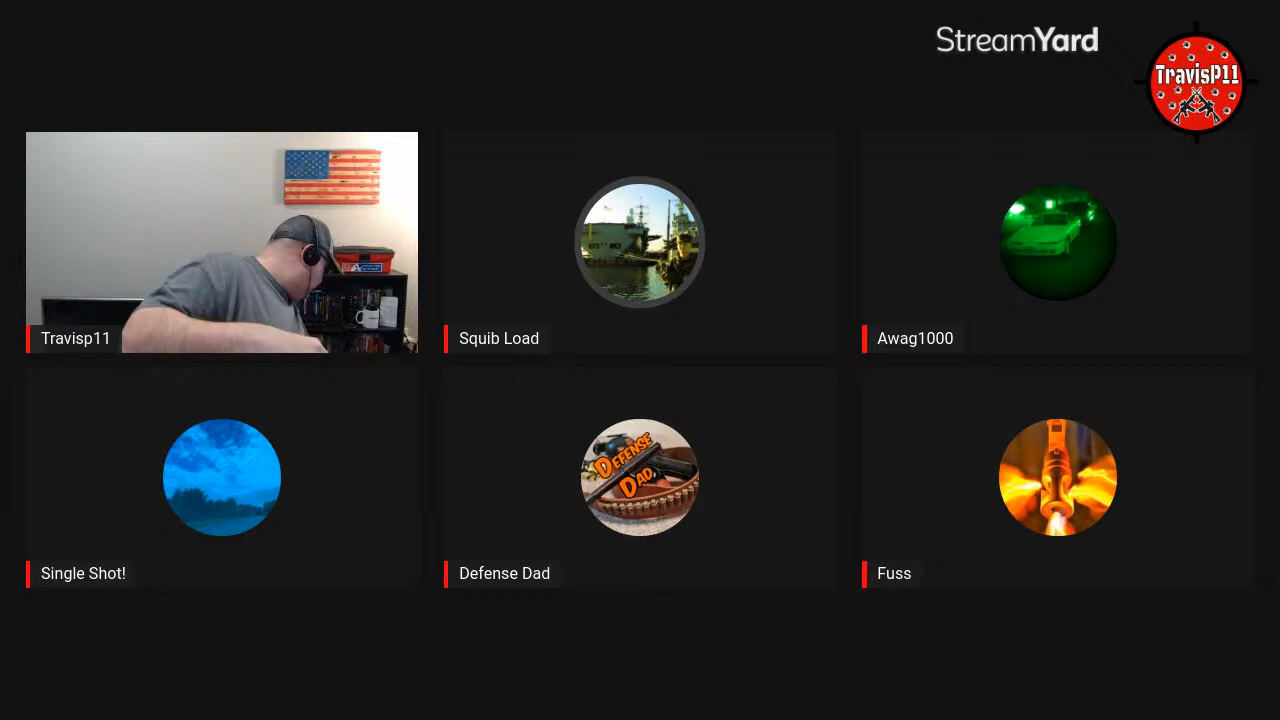 StreamYard
TravisP11
Travisp11
Squib Load
Awag1000
Single Shot!
DEFENSE
DAD
Defense Dad
Fuss